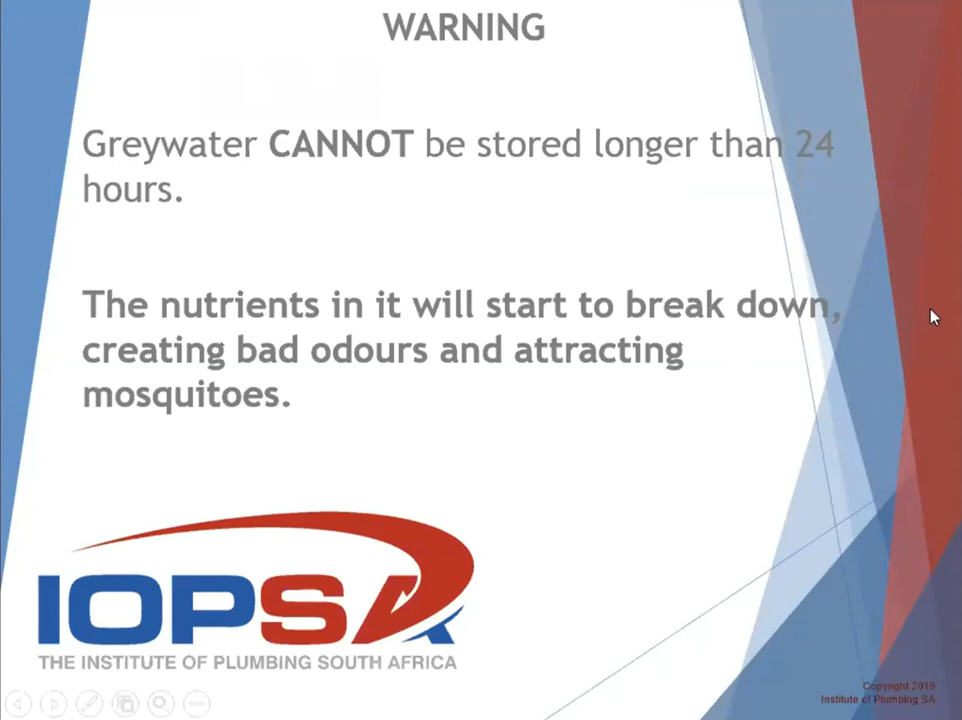 WARNING
Greywater CANNOT be stored longer than 24
hours.
The nutrients in it will start to break down,
creating bad odours and attracting
mosquitoes.
IOPSA
THE INSTITUTE OF PLUMBING SOUTH AFRICA
Copyright 2019
Institute of Plumbing SA